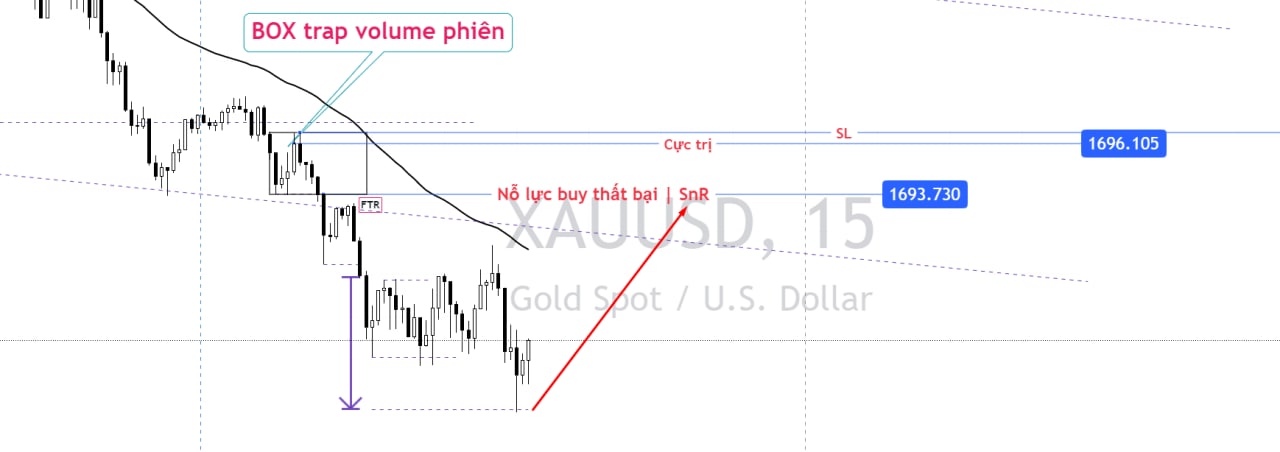 BOX trap volume phiên
SL
Cực trị
1696.105
Nỗ lực buy thất bại | SnR
1693.730
FTR
XAUUSD, 15
Gold Spot / U.S. Dollar